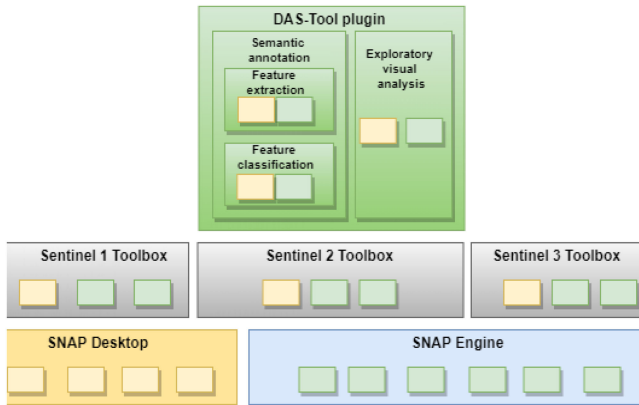 DAS-Tool plugin
Semantic
annotation
Feature
extraction
Feature
classification
Exploratory
visual
analysis
Sentinel 1 Toolbox
Sentinel 2 Toolbox
Sentinel 3 Toolbox
SNAP Desktop
SNAP Engine